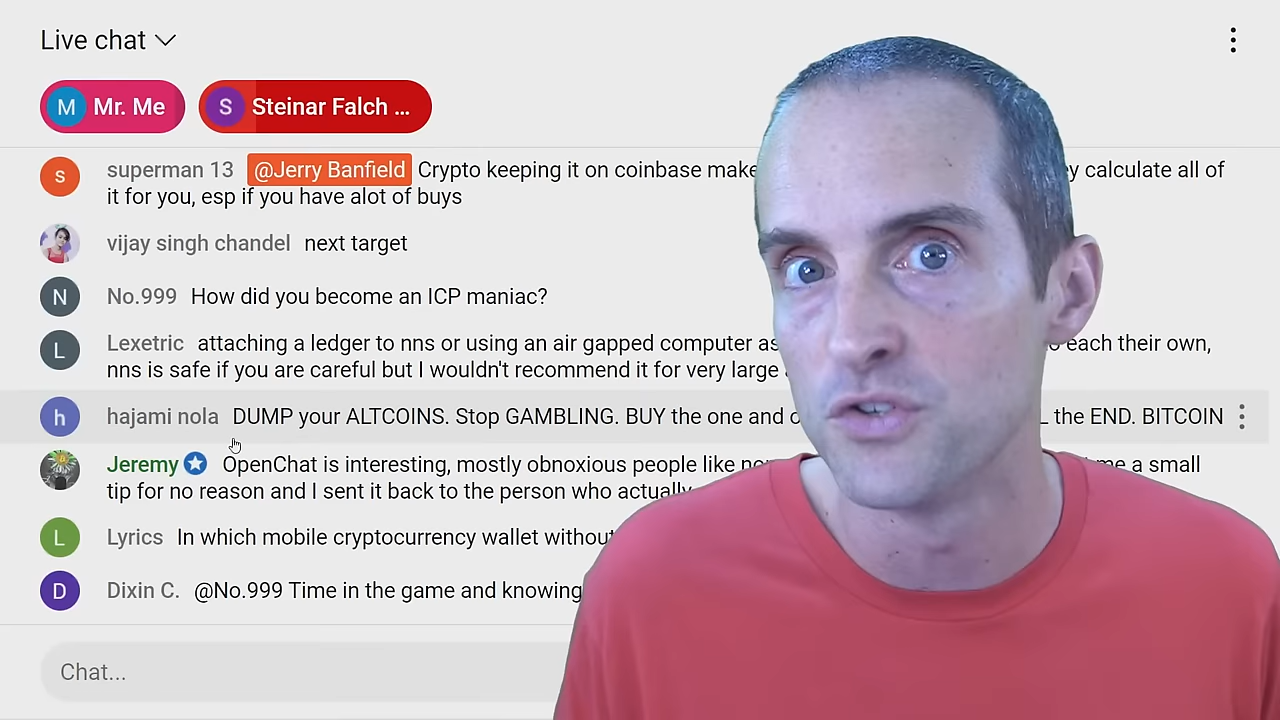 Live chat
M Mr. Me
S Steinar Falch ...
s superman 13 @Jerry Banfield Crypto keeping it on coinbase make calculate all of
it for you, esp if you have alot of buys
vijay singh chandel next target
N No.999 How did you become an ICP maniac?
L Lexetric attaching a ledger to nns or using an air gapped computer each their own,
nns is safe if you are careful but I wouldn't recommend it for very large
h hajami nola DUMP your ALTCOINS. Stop GAMBLING. BUY the one and the END. BITCOIN
Jeremy OpenChat is interesting, mostly obnoxious people like a small
tip for no reason and I sent it back to the person who actually
L Lyrics In which mobile cryptocurrency wallet without
D Dixin C. @No.999 Time in the game and knowing
Chat...